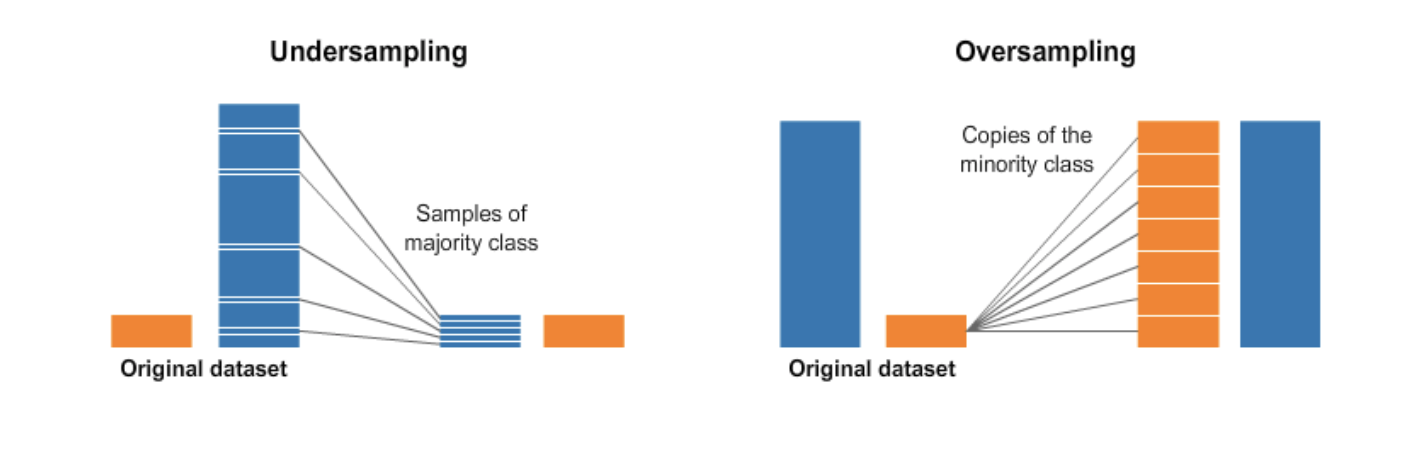 Undersampling
Samples of
majority class
Original dataset
Oversampling
Copies of the
minority class
Original dataset